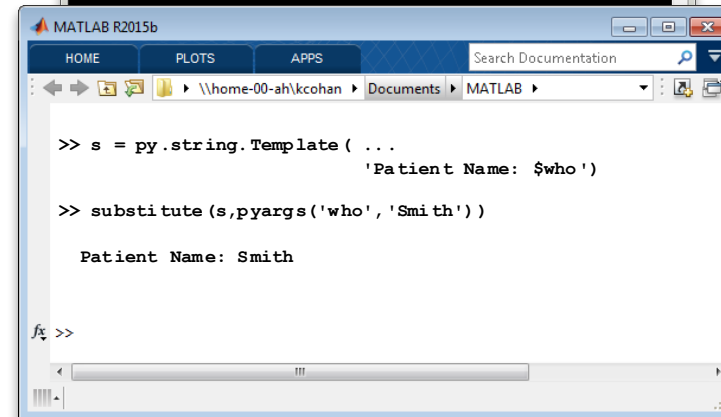 MATLAB R2015b
HOME PLOTS APPS Search Documentation
\\home-00-ah\kcohan Documents MATLAB
>> s = py.string.Template( ...
'Patient Name: $who')
>> substitute(s,pyargs('who','Smith'))
Patient Name: Smith
fx >>